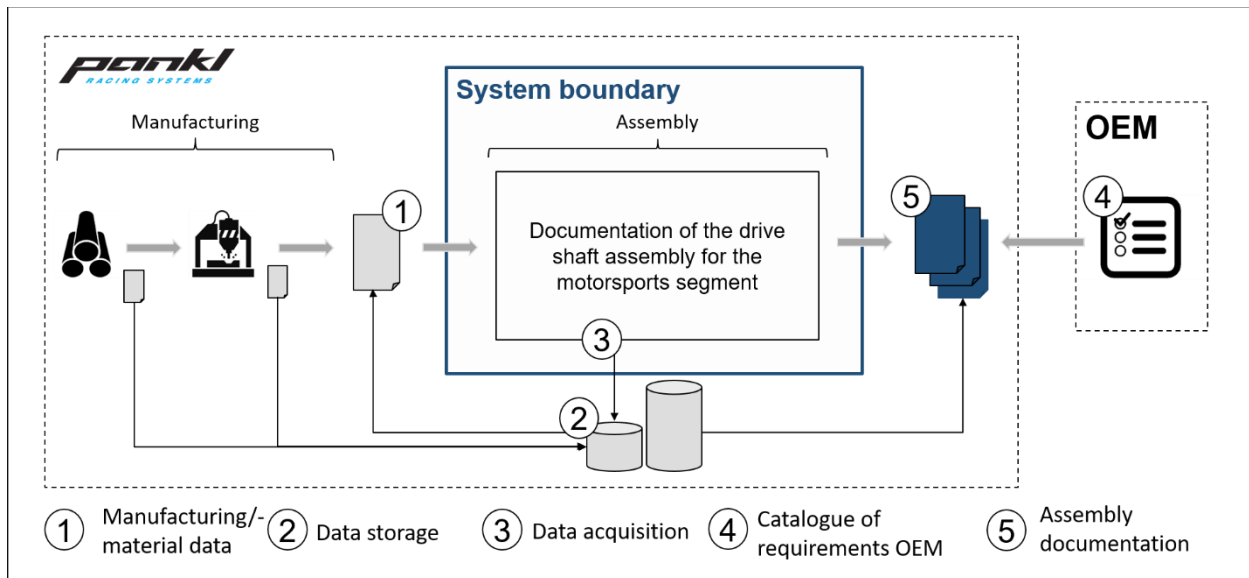 pankl
RACING SYSTEMS
System boundary
Manufacturing
Assembly
OEM
1
5
4
Documentation of the drive
shaft assembly for the
motorsports segment
3
2
1 Manufacturing/-
material data
2 Data storage
3 Data acquisition
4 Catalogue of
requirements OEM
5 Assembly
documentation